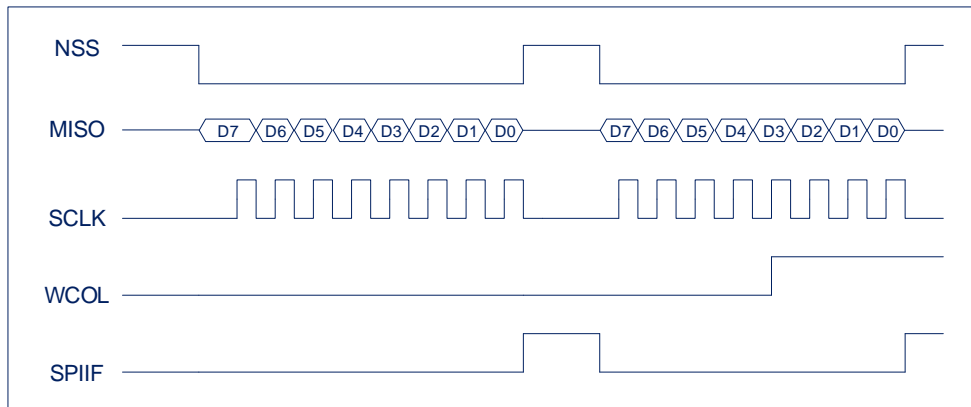 NSS
MISO D7 D6 D5 D4 D3 D2 D1 D0 D7 D6 D5 D4 D3 D2 D1 D0
SCLK
WCOL
SPIIF